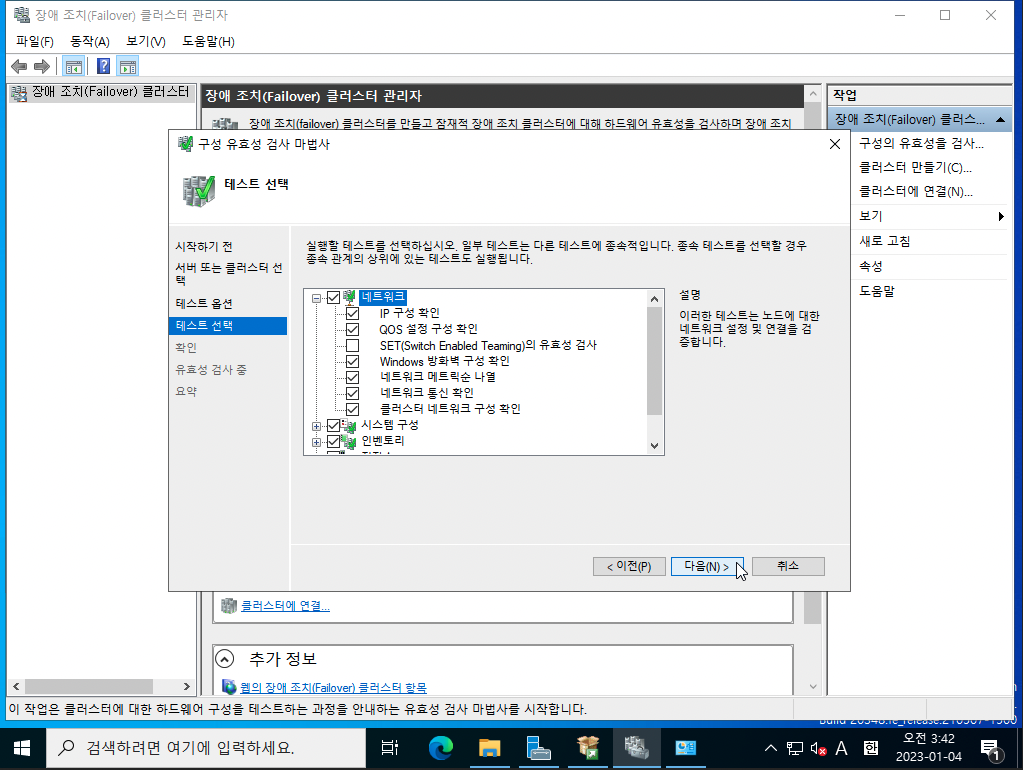 장애 조치(Failover) 클러스터 관리자
파일(F) 동작(A) 보기(V) 도움말(H)
장애 조치(Failover) 클러스터
장애 조치(Failover) 클러스터 관리자
장애 조치(failover) 클러스터를 만들고 잠재적 장애 조치 클러스터에 대해 하드웨어 유효성을 검사하며 장애 조치
작업
장애 조치(Failover) 클러스...
구성의 유효성을 검사...
클러스터 만들기(C)...
클러스터에 연결(N)...
보기
새로 고침
속성
도움말
구성 유효성 검사 마법사
테스트 선택
시작하기 전
서버 또는 클러스터 선
택
테스트 옵션
테스트 선택
확인
유효성 검사 중
요약
실행할 테스트를 선택하십시오. 일부 테스트는 다른 테스트에 종속적입니다. 종속 테스트를 선택할 경우
종속 관계의 상위에 있는 테스트도 실행됩니다.
네트워크
IP 구성 확인
QOS 설정 구성 확인
SET(Switch Enabled Teaming)의 유효성 검사
Windows 방화벽 구성 확인
네트워크 메트릭순 나열
네트워크 통신 확인
클러스터 네트워크 구성 확인
시스템 구성
인벤토리
설명
이러한 테스트는 노드에 대한
네트워크 설정 및 연결을 검
증합니다.
< 이전(P)
다음(N) >
취소
클러스터에 연결...
추가 정보
웹의 장애 조치(Failover) 클러스터 항목
이 작업은 클러스터에 대한 하드웨어 구성을 테스트하는 과정을 안내하는 유효성 검사 마법사를 시작합니다.
검색하려면 여기에 입력하세요.
A
한
오전 3:42
2023-01-04
1